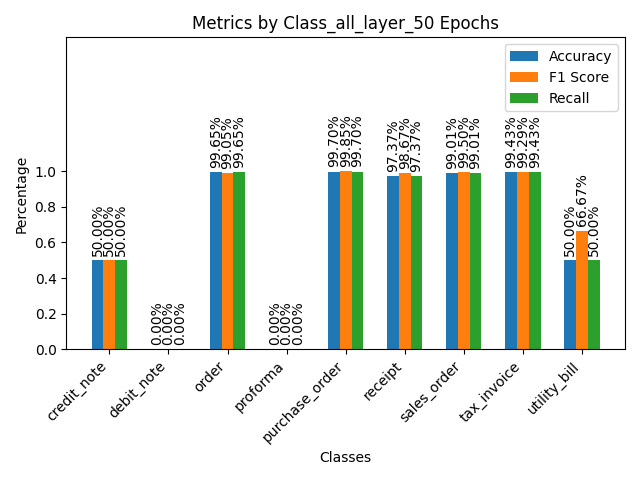 Metrics by Class_all_layer_50 Epochs
Accuracy
F1 Score
Recall
Percentage
1.0
0.8
0.6
0.4
0.2
0.0
50.00%
50.00%
50.00%
0.00%
0.00%
0.00%
99.65%
99.05%
99.65%
0.00%
0.00%
0.00%
99.70%
99.85%
99.70%
97.37%
98.67%
97.37%
99.01%
99.50%
99.01%
99.43%
99.29%
99.43%
50.00%
66.67%
50.00%
credit_note
debit_note
order
proforma
purchase_order
receipt
sales_order
tax_invoice
utility_bill
Classes